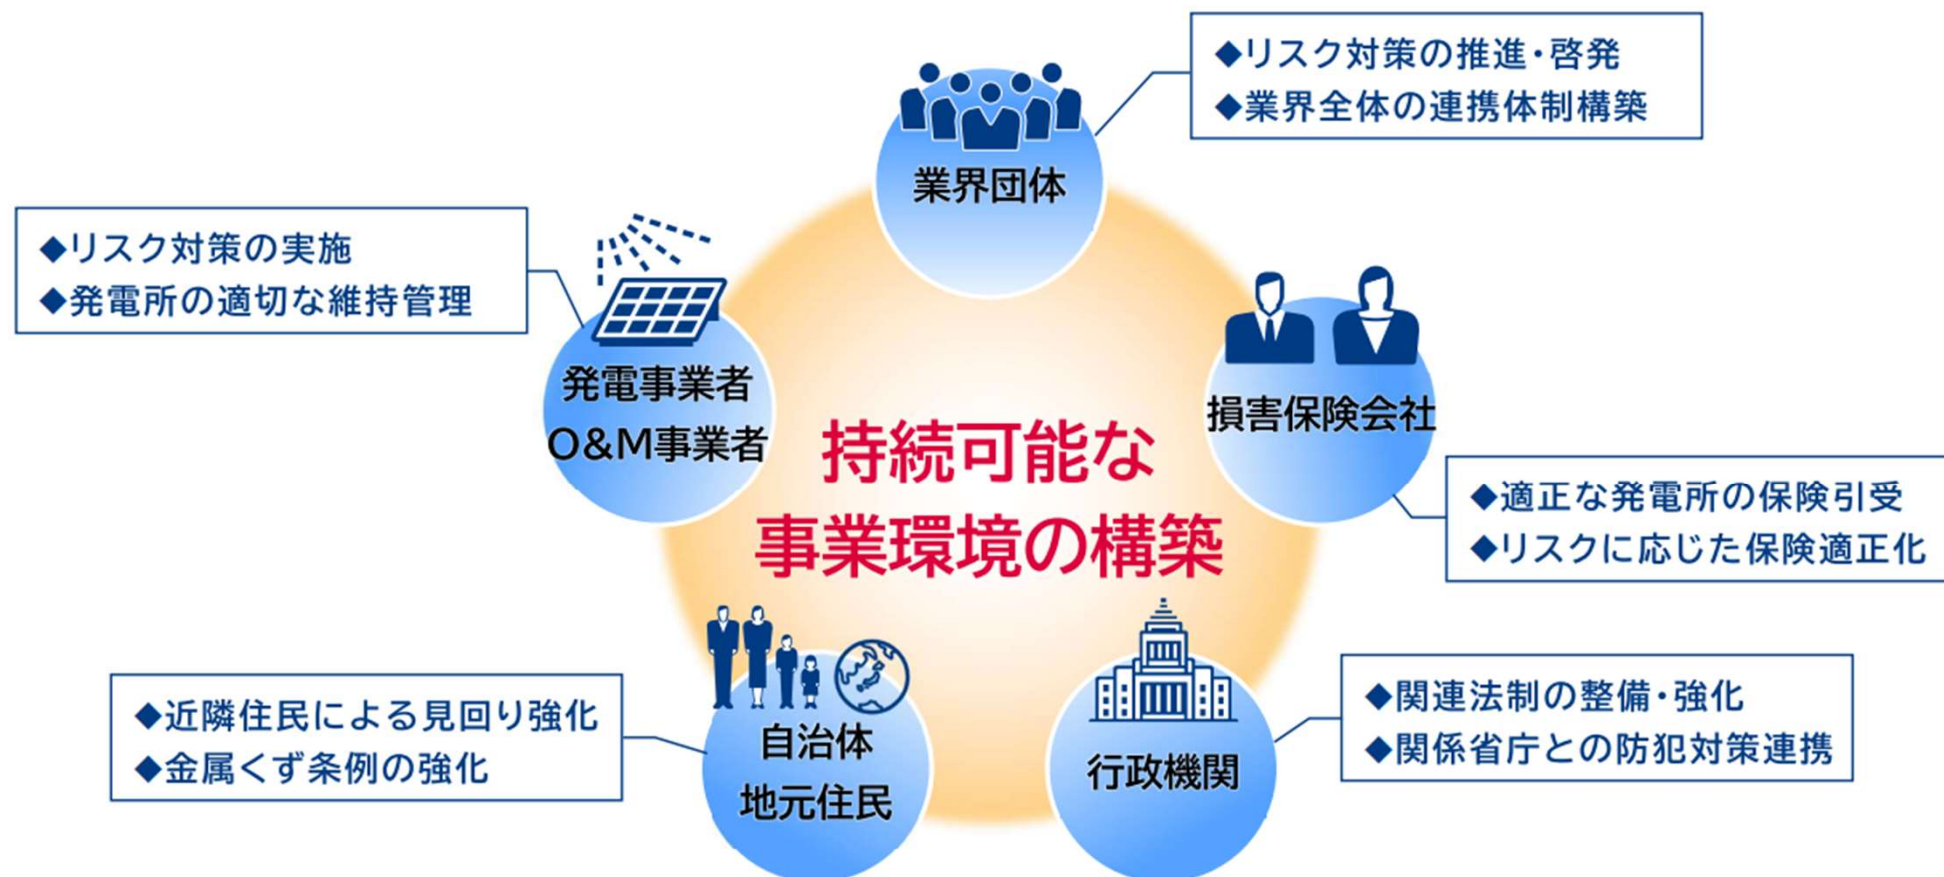 ◆リスク対策の推進・啓発
◆業界全体の連携体制構築
業界団体
◆リスク対策の実施
◆発電所の適切な維持管理
発電事業者
O&M事業者
損害保険会社
◆適正な発電所の保険引受
◆リスクに応じた保険適正化
持続可能な
事業環境の構築
◆近隣住民による見回り強化
◆金属くず条例の強化
自治体
地元住民
行政機関
◆関連法制の整備・強化
◆関係省庁との防犯対策連携